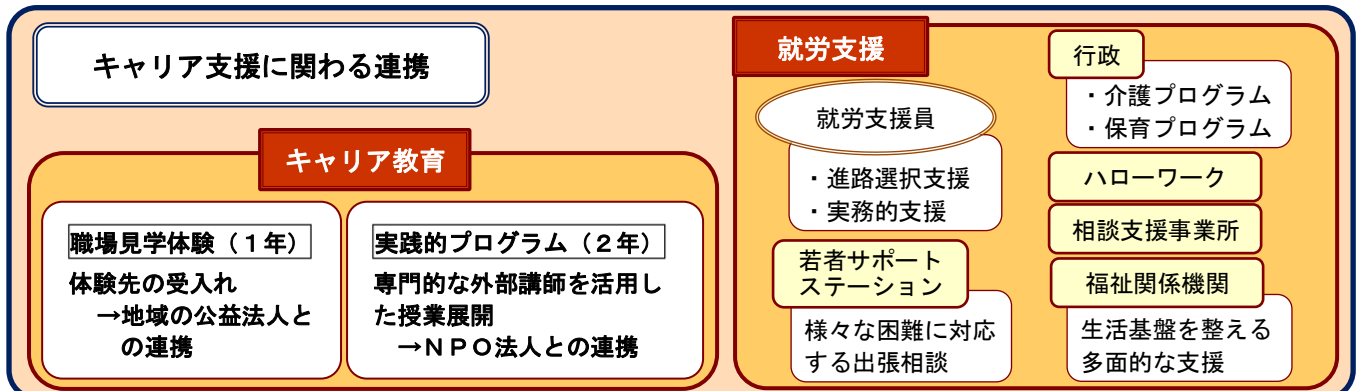 キャリア支援に関わる連携
キャリア教育
職場見学体験（１年）
体験先の受入れ
→地域の公益法人と
の連携
実践的プログラム（２年）
専門的な外部講師を活用し
た授業展開
→ＮＰＯ法人との連携
就労支援
就労支援員
・進路選択支援
・実務的支援
若者サポート
ステーション
様々な困難に対応
する出張相談
行政
・介護プログラム
・保育プログラム
ハローワーク
相談支援事業所
福祉関係機関
生活基盤を整える
多面的な支援